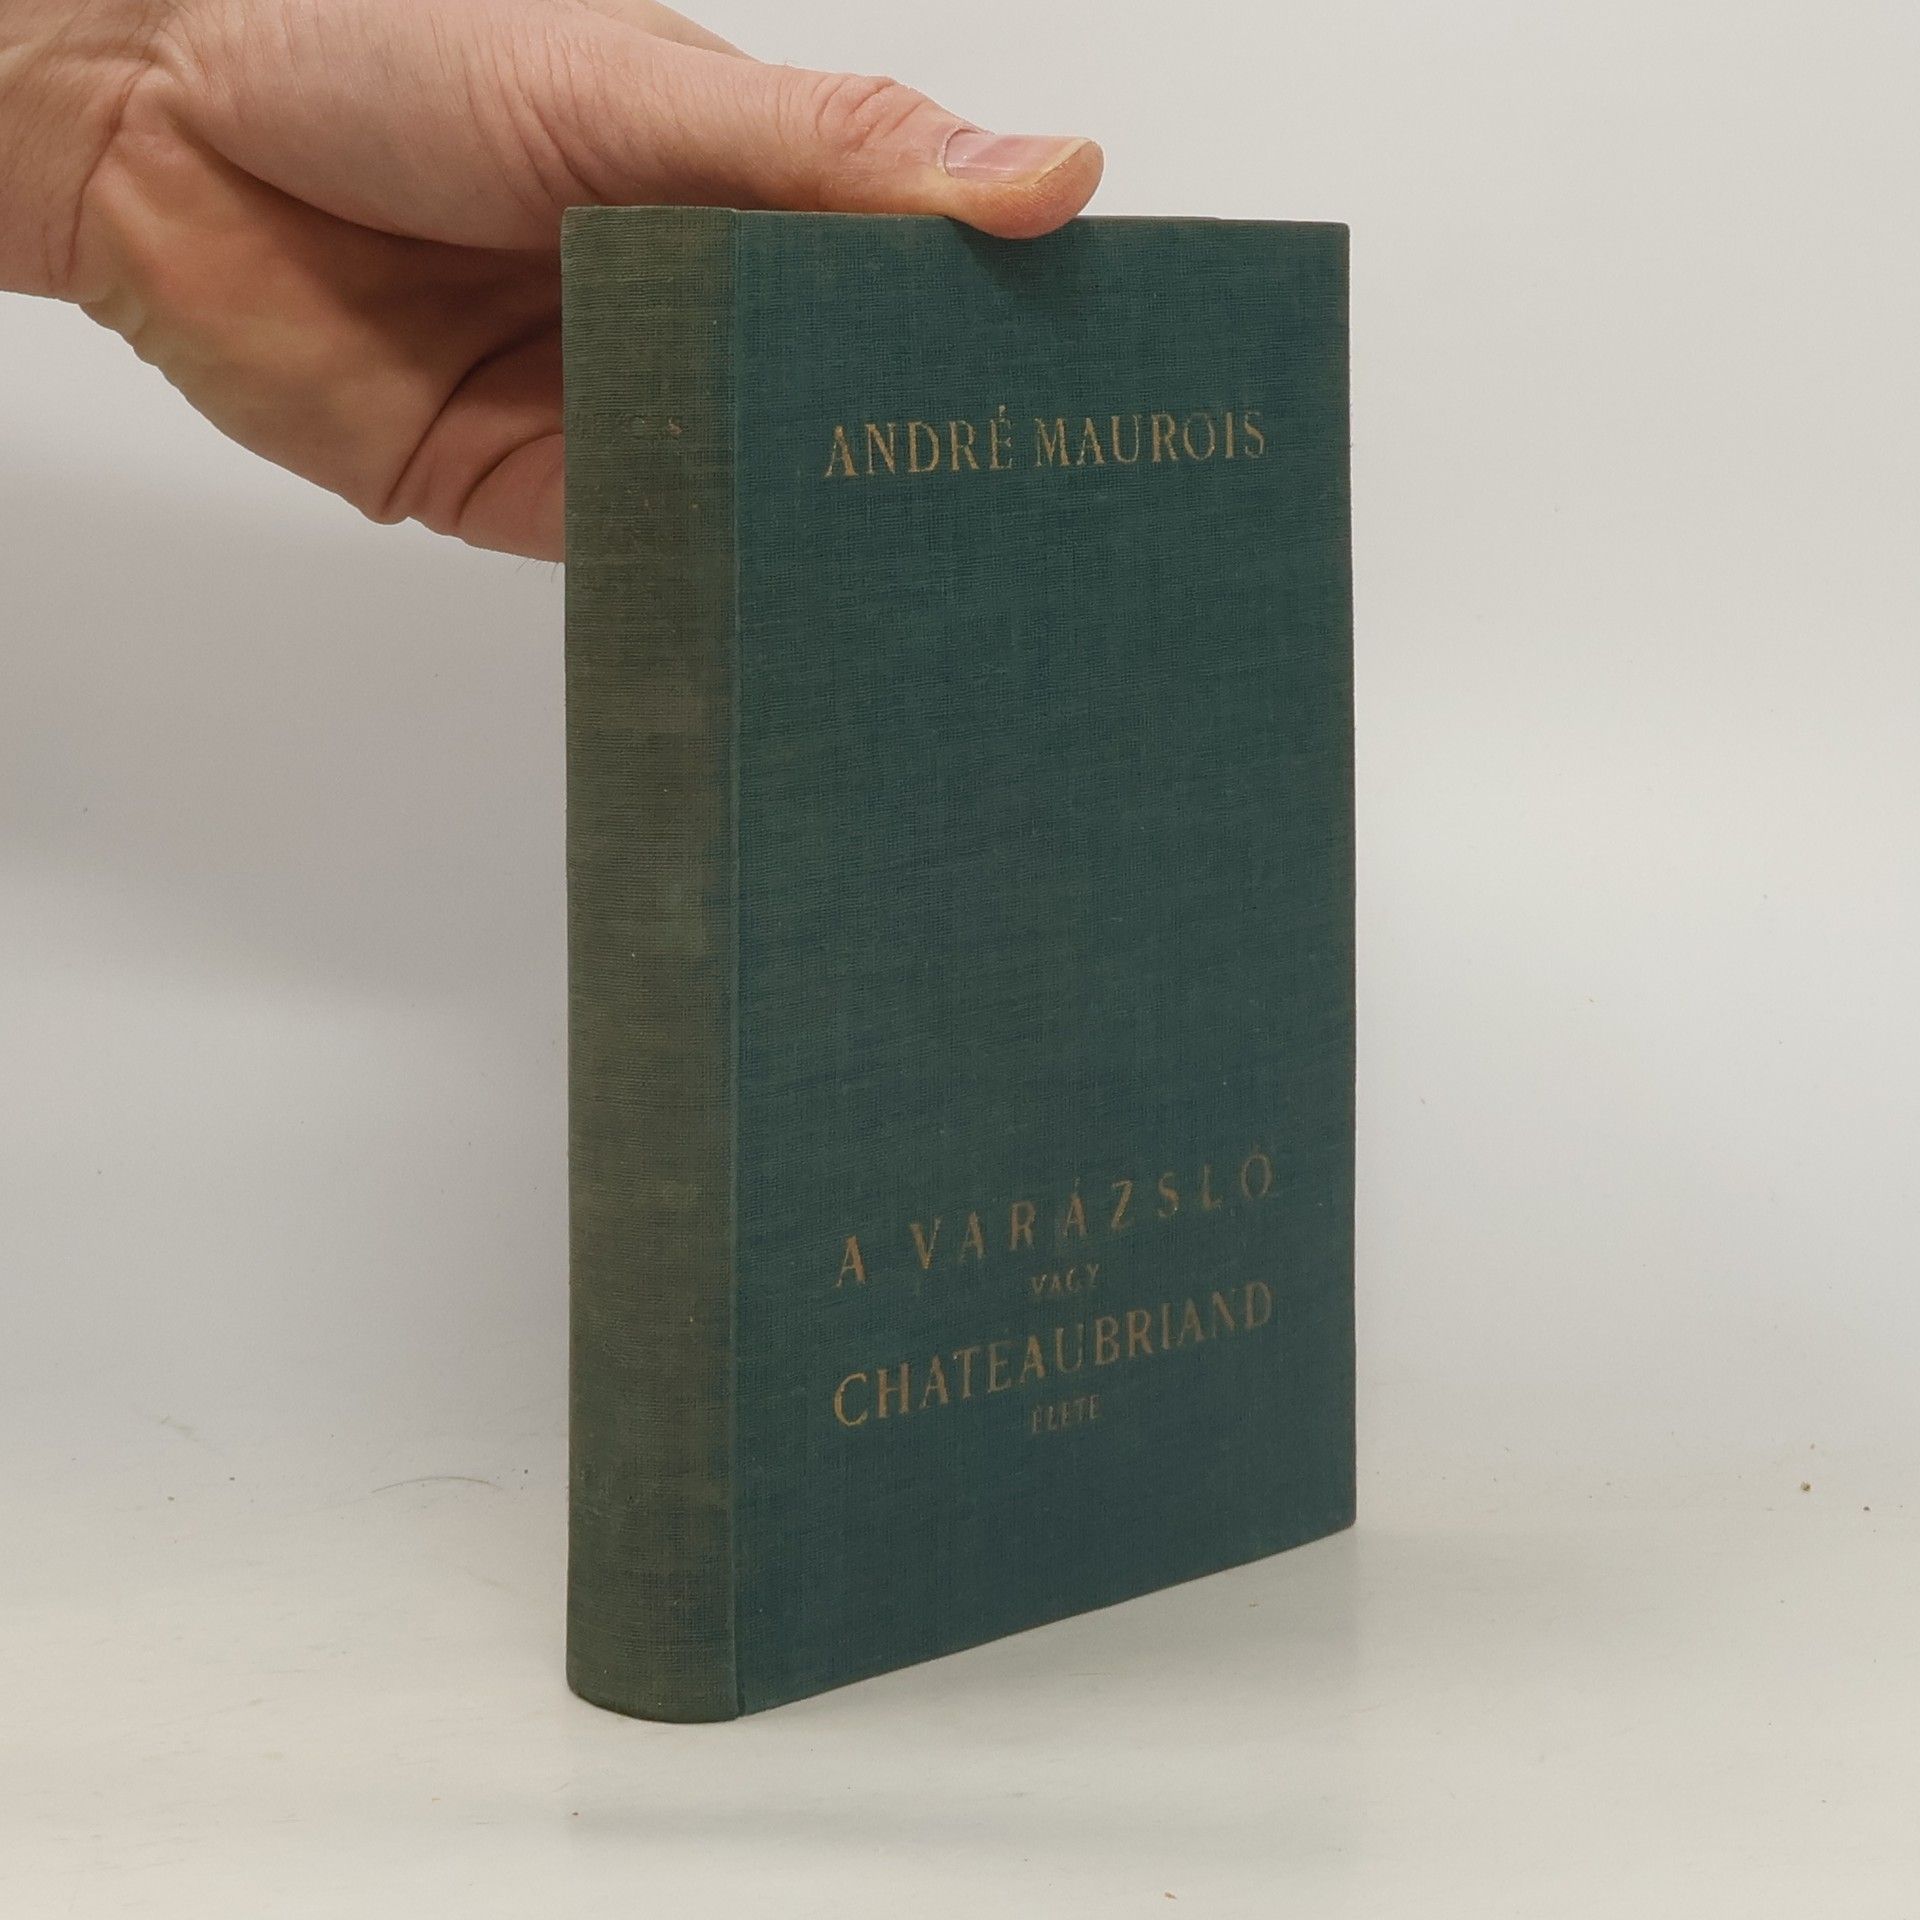 ANDRÉ MAUROIS
A VARÁZSLÓ
VAGY
CHATEAUBRIAND
ÉLETE